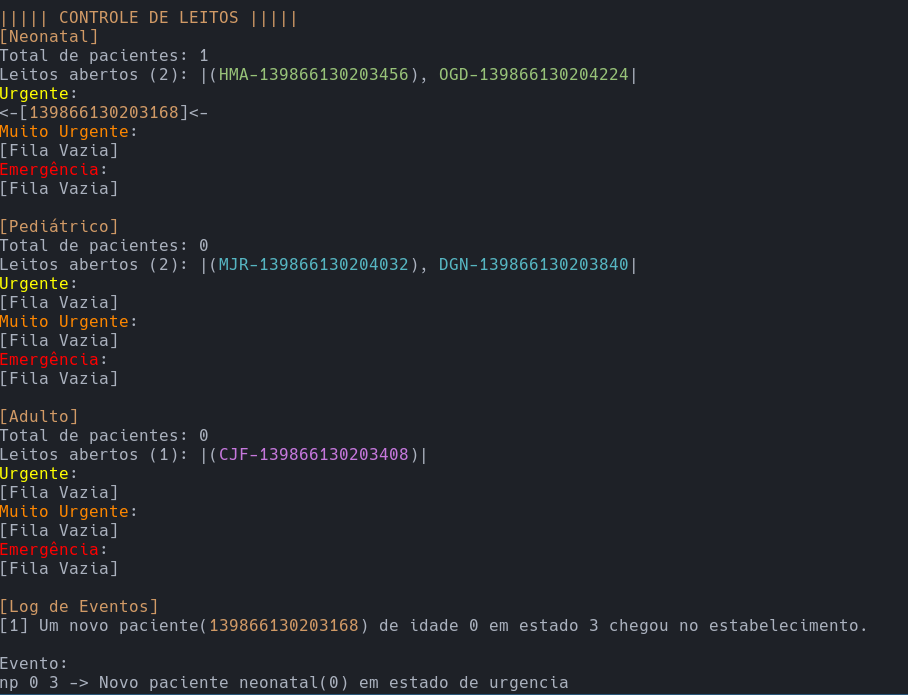 ||||| CONTROLE DE LEITOS |||||
[Neonatal]
Total de pacientes: 1
Leitos abertos (2): |(HMA-139866130203456), OGD-139866130204224|
Urgente:
<-[139866130203168]<-
Muito Urgente:
[Fila Vazia]
Emergência:
[Fila Vazia]
[Pediátrico]
Total de pacientes: 0
Leitos abertos (2): |(MJR-139866130204032), DGN-139866130203840|
Urgente:
[Fila Vazia]
Muito Urgente:
[Fila Vazia]
Emergência:
[Fila Vazia]
[Adulto]
Total de pacientes: 0
Leitos abertos (1): |(CJF-139866130203408)|
Urgente:
[Fila Vazia]
Muito Urgente:
[Fila Vazia]
Emergência:
[Fila Vazia]
[Log de Eventos]
[1] Um novo paciente(139866130203168) de idade 0 em estado 3 chegou no estabelecimento.
Evento:
np 0 3 -> Novo paciente neonatal(0) em estado de urgencia